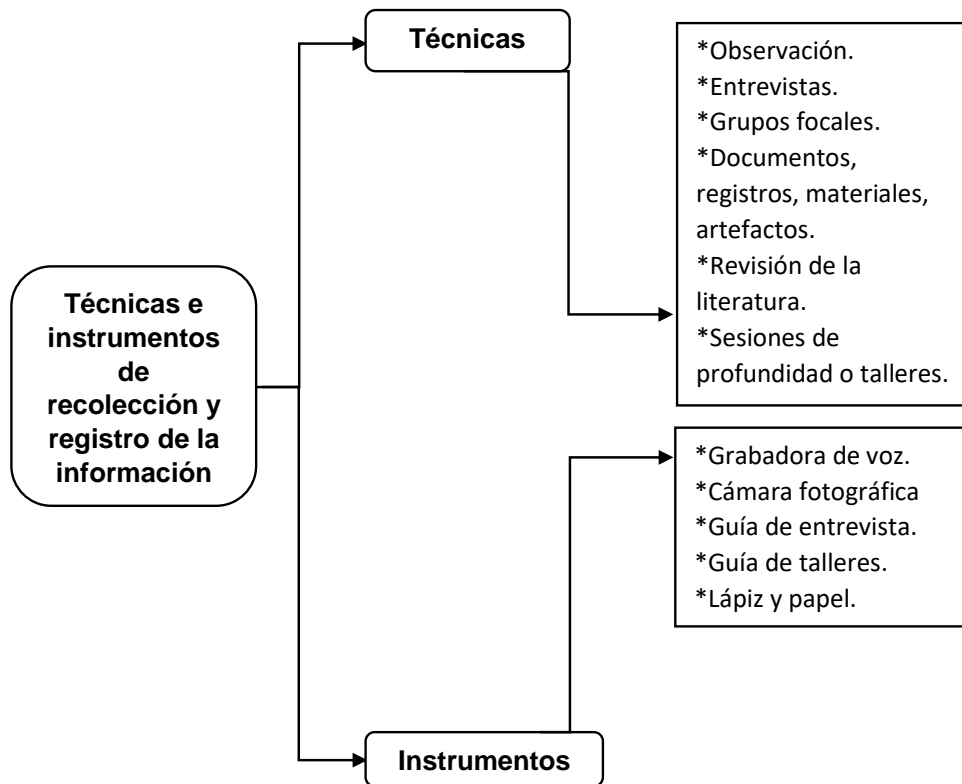 Técnicas
*Observación.
*Entrevistas.
*Grupos focales.
*Documentos,
registros, materiales,
artefactos.
*Revisión de la
literatura.
*Sesiones de
profundidad o talleres.
Técnicas e
instrumentos
de
recolección y
registro de la
información
*Grabadora de voz.
*Cámara fotográfica
*Guía de entrevista.
*Guía de talleres.
*Lápiz y papel.
Instrumentos